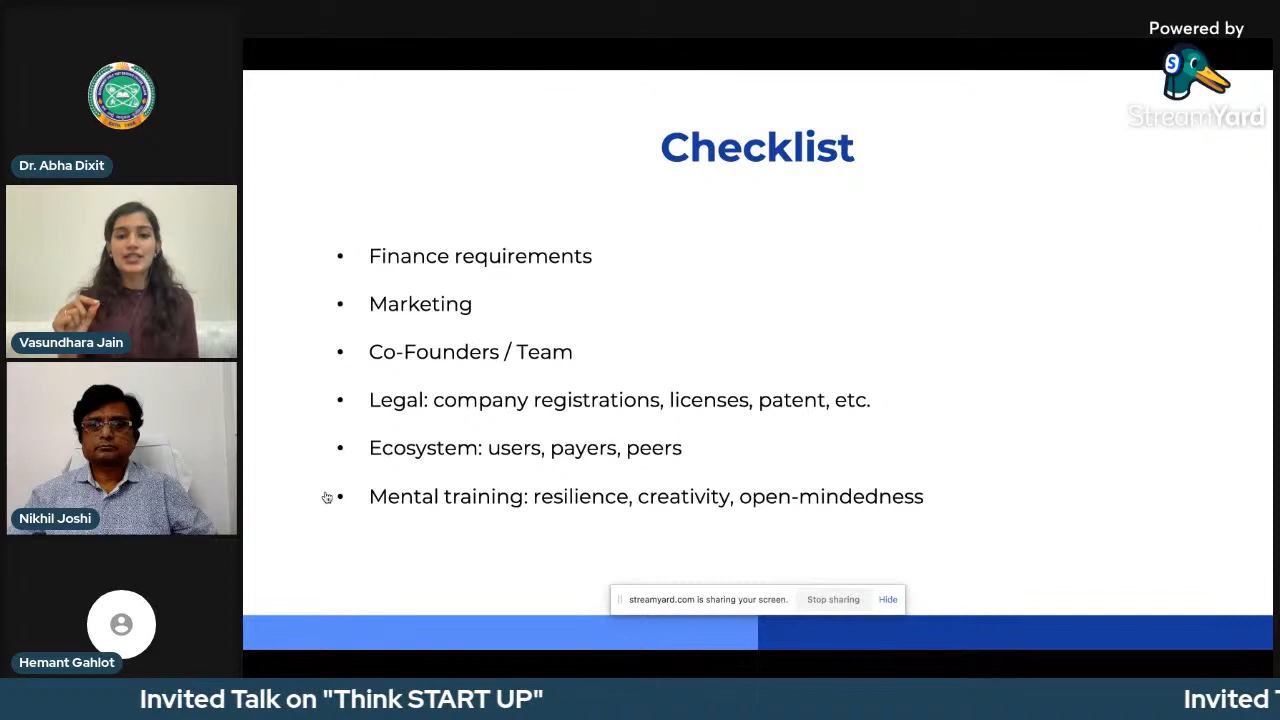 Powered by
StreamYard
Dr. Abha Dixit
Vasundhara Jain
Nikhil Joshi
Hemant Gahlot
Checklist
• Finance requirements
• Marketing
• Co-Founders / Team
• Legal: company registrations, licenses, patent, etc.
• Ecosystem: users, payers, peers
• Mental training: resilience, creativity, open-mindedness
streamyard.com is sharing your screen. Stop sharing Hide
Invited Talk on "Think START UP" Invited T